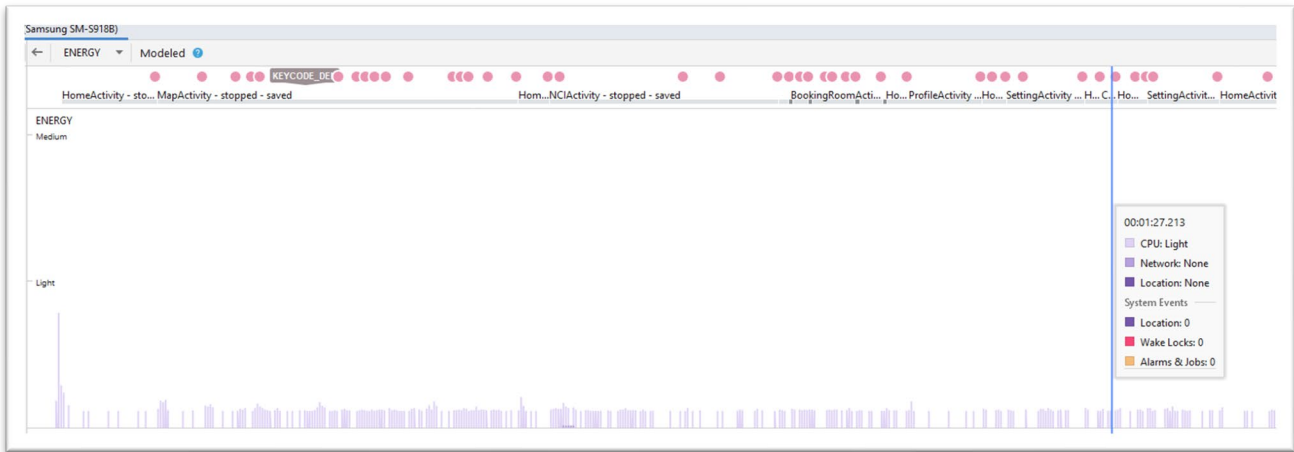 Samsung SM-S918B)
ENERGY Modeled ?
KEYCODE_DE
HomeActivity - sto... MapActivity - stopped - saved Hom...NCIActivity - stopped - saved BookingRoomActi... Ho... ProfileActivity ...Ho... SettingActivity ... H... C... Ho... SettingActivit... HomeActivit
ENERGY
Medium
Light
00:01:27.213
CPU: Light
Network: None
Location: None
System Events
Location: 0
Wake Locks: 0
Alarms & Jobs: 0